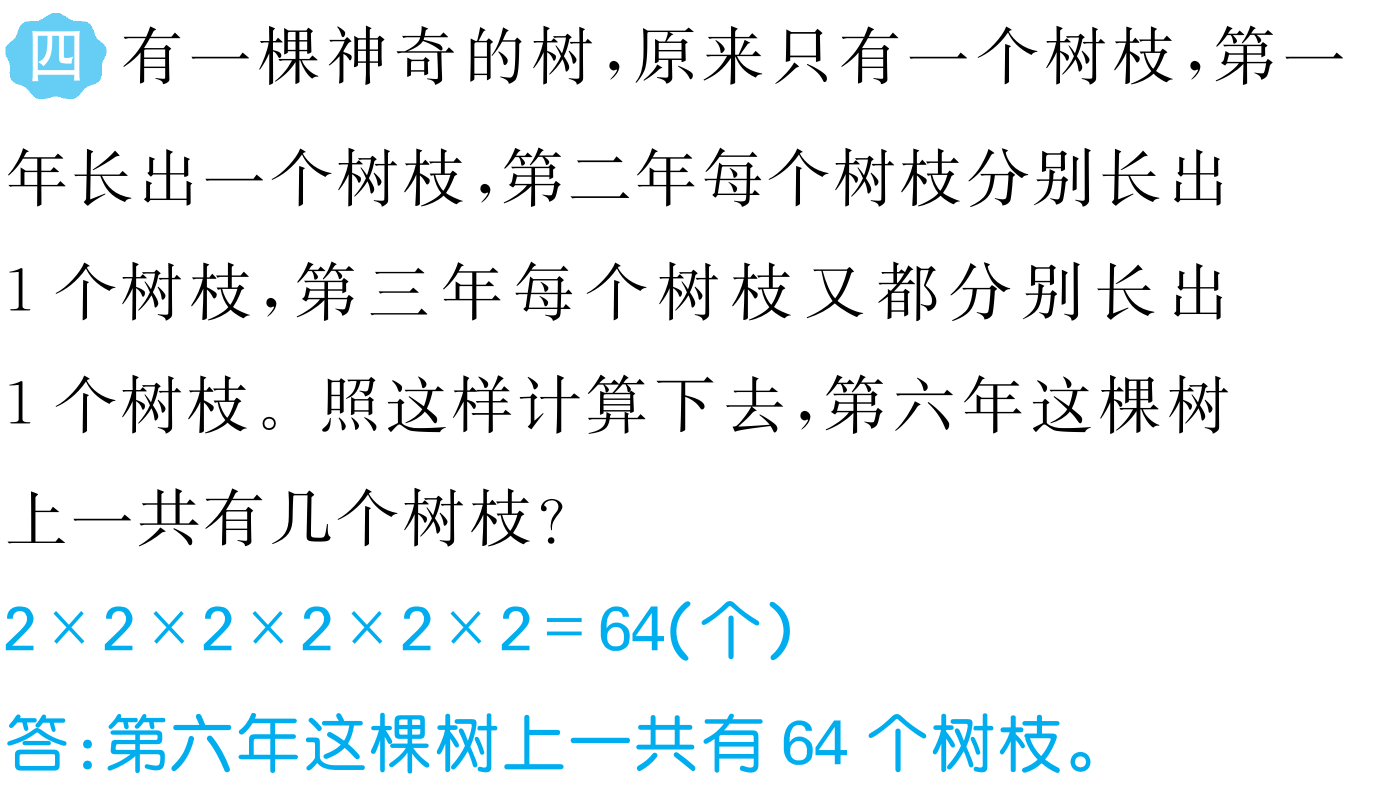 四 有一棵神奇的树,原来只有一个树枝,第一
年长出一个树枝,第二年每个树枝分别长出
1个树枝,第三年每个树枝又都分别长出
1个树枝。照这样计算下去,第六年这棵树
上一共有几个树枝?
2×2×2×2×2×2=64(个)
答:第六年这棵树上一共有64个树枝。